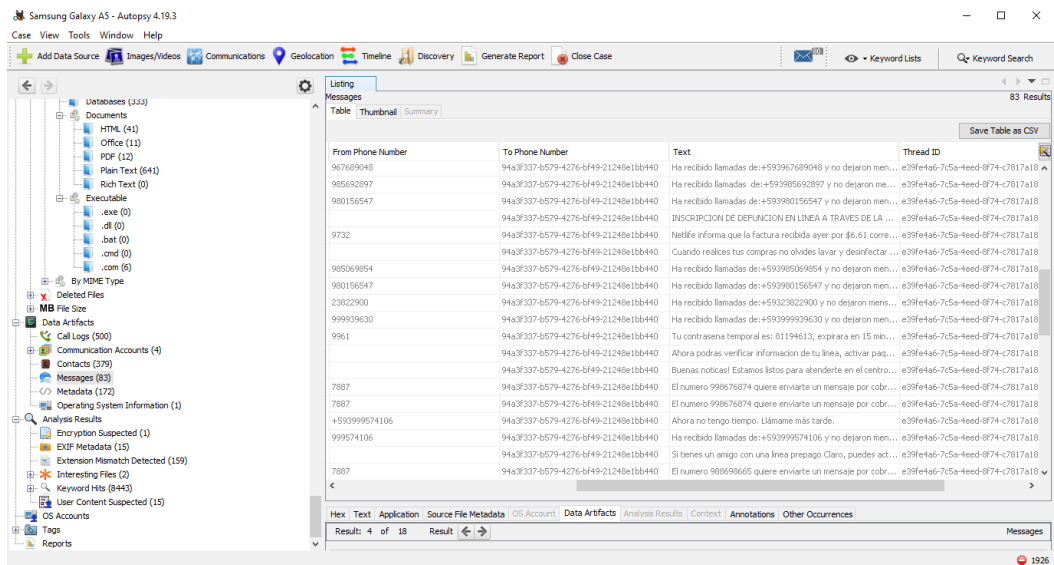 Samsung Galaxy A5 - Autopsy 4.19.3
Case View Tools Window Help
Add Data Source Images/Videos Communications Geolocation Timeline Discovery Generate Report Close Case Keyword Lists Keyword Search
Listing
Messages 83 Results
Table Thumbnail Summary
Save Table as CSV
Databases (333)
Documents
HTML (41)
Office (11)
PDF (12)
Plain Text (641)
Rich Text (0)
Executable
.exe (0)
.dll (0)
.bat (0)
.cmd (0)
.com (6)
By MIME Type
Deleted Files
MB File Size
Data Artifacts
Call Logs (500)
Communication Accounts (4)
Contacts (379)
Messages (83)
Metadata (172)
Operating System Information (1)
Analysis Results
Encryption Suspected (1)
EXIF Metadata (15)
Extension Mismatch Detected (159)
Interesting Files (2)
Keyword Hits (8443)
User Content Suspected (15)
OS Accounts
Tags
Reports
From Phone Number To Phone Number Text Thread ID
967689048 94a3f337-b579-4276-bf49-21248e1bb440 Ha recibido llamadas de:+593967689048 y no dejaron men... e39fe4a6-7c5a-4eed-8f74-c7817a18
985692897 94a3f337-b579-4276-bf49-21248e1bb440 Ha recibido llamadas de:+593985692897 y no dejaron me... e39fe4a6-7c5a-4eed-8f74-c7817a18
980156547 94a3f337-b579-4276-bf49-21248e1bb440 Ha recibido llamadas de:+593980156547 y no dejaron men... e39fe4a6-7c5a-4eed-8f74-c7817a18
94a3f337-b579-4276-bf49-21248e1bb440 INSCRIPCION DE DEFUNCION EN LINEA A TRAVES DE LA ... e39fe4a6-7c5a-4eed-8f74-c7817a18
9732 94a3f337-b579-4276-bf49-21248e1bb440 Netlife informa que la factura recibida ayer por $6.61 corre... e39fe4a6-7c5a-4eed-8f74-c7817a18
94a3f337-b579-4276-bf49-21248e1bb440 Cuando realices tus compras no olvides lavar y desinfectar ... e39fe4a6-7c5a-4eed-8f74-c7817a18
985069854 94a3f337-b579-4276-bf49-21248e1bb440 Ha recibido llamadas de:+593985069854 y no dejaron men... e39fe4a6-7c5a-4eed-8f74-c7817a18
980156547 94a3f337-b579-4276-bf49-21248e1bb440 Ha recibido llamadas de:+593980156547 y no dejaron men... e39fe4a6-7c5a-4eed-8f74-c7817a18
23822900 94a3f337-b579-4276-bf49-21248e1bb440 Ha recibido llamadas de:+59323822900 y no dejaron mens... e39fe4a6-7c5a-4eed-8f74-c7817a18
999939630 94a3f337-b579-4276-bf49-21248e1bb440 Ha recibido llamadas de:+593999939630 y no dejaron men... e39fe4a6-7c5a-4eed-8f74-c7817a18
9961 94a3f337-b579-4276-bf49-21248e1bb440 Tu contrasena temporal es: 81194613, expirara en 15 min... e39fe4a6-7c5a-4eed-8f74-c7817a18
94a3f337-b579-4276-bf49-21248e1bb440 Ahora podras verificar informacion de tu linea, activar paq... e39fe4a6-7c5a-4eed-8f74-c7817a18
94a3f337-b579-4276-bf49-21248e1bb440 Buenas noticas! Estamos listos para atenderte en el centro... e39fe4a6-7c5a-4eed-8f74-c7817a18
7887 94a3f337-b579-4276-bf49-21248e1bb440 El numero 998676874 quiere enviarte un mensaje por cobr... e39fe4a6-7c5a-4eed-8f74-c7817a18
7887 94a3f337-b579-4276-bf49-21248e1bb440 El numero 998676874 quiere enviarte un mensaje por cobr... e39fe4a6-7c5a-4eed-8f74-c7817a18
+593999574106 94a3f337-b579-4276-bf49-21248e1bb440 Ahora no tengo tiempo. Llámame más tarde. e39fe4a6-7c5a-4eed-8f74-c7817a18
999574106 94a3f337-b579-4276-bf49-21248e1bb440 Ha recibido llamadas de:+593999574106 y no dejaron men... e39fe4a6-7c5a-4eed-8f74-c7817a18
94a3f337-b579-4276-bf49-21248e1bb440 Si tienes un amigo con una linea prepago Claro, puedes act... e39fe4a6-7c5a-4eed-8f74-c7817a18
7887 94a3f337-b579-4276-bf49-21248e1bb440 El numero 988698665 quiere enviarte un mensaje por cobr... e39fe4a6-7c5a-4eed-8f74-c7817a18
Hex Text Application Source File Metadata OS Account Data Artifacts Analysis Results Context Annotations Other Occurrences
Result: 4 of 18 Result Messages
1926